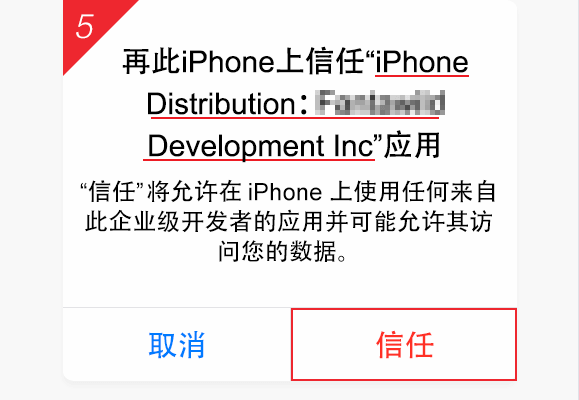 5
再此iPhone上信任“iPhone
Distribution：
Development Inc”应用
“信任”将允许在 iPhone 上使用任何来自
此企业级开发者的应用并可能允许其访
问您的数据。
取消
信任